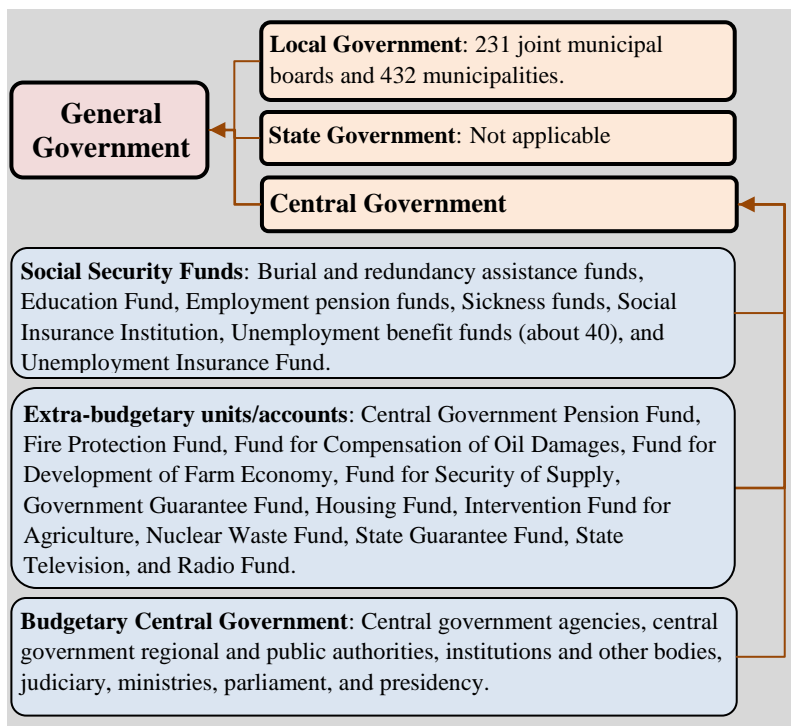 Local Government: 231 joint municipal
boards and 432 municipalities.
General
Government
State Government: Not applicable
Central Government
Social Security Funds: Burial and redundancy assistance funds,
Education Fund, Employment pension funds, Sickness funds, Social
Insurance Institution, Unemployment benefit funds (about 40), and
Unemployment Insurance Fund.
Extra-budgetary units/accounts: Central Government Pension Fund,
Fire Protection Fund, Fund for Compensation of Oil Damages, Fund for
Development of Farm Economy, Fund for Security of Supply,
Government Guarantee Fund, Housing Fund, Intervention Fund for
Agriculture, Nuclear Waste Fund, State Guarantee Fund, State
Television, and Radio Fund.
Budgetary Central Government: Central government agencies, central
government regional and public authorities, institutions and other bodies,
judiciary, ministries, parliament, and presidency.